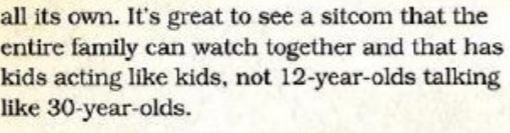 all its own. It's great to see a sitcom that the
entire family can watch together and that has
kids acting like kids, not 12-year-olds talking
like 30-year-olds.